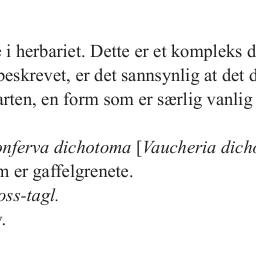 i herbariet. Dette er et kompleks
beskrevet, er det sannsynlig at det
arten, en form som er særlig vanlig
onferva dichotoma [Vaucheria dicho
m er gaffelgrenete.
oss-tagl.